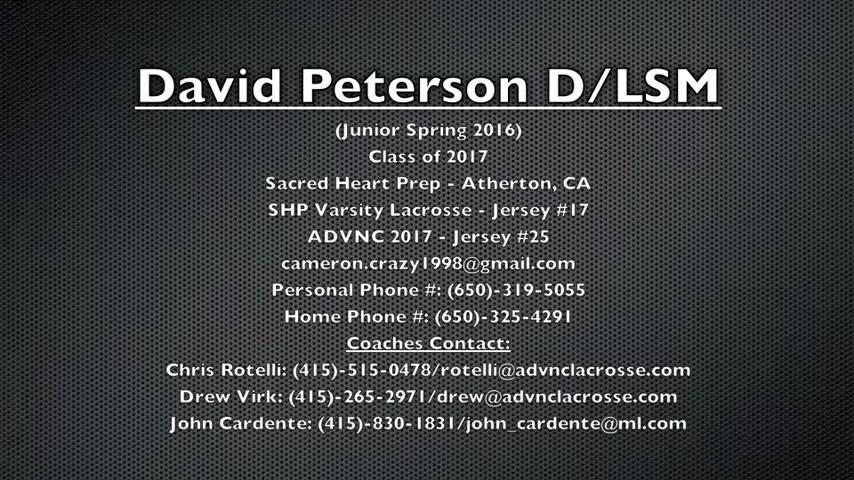 David Peterson D/LSM
(Junior Spring 2016)
Class of 2017
Sacred Heart Prep - Atherton, CA
SHP Varsity Lacrosse - Jersey #17
ADVNC 2017 - Jersey #25
cameron.crazy1998@gmail.com
Personal Phone #: (650)-319-5055
Home Phone #: (650)-325-4291
Coaches Contact:
Chris Rotelli: (415)-515-0478/rotelli@advnclacrosse.com
Drew Virk: (415)-265-2971/drew@advnclacrosse.com
John Cardente: (415)-830-1831/john_cardente@ml.com